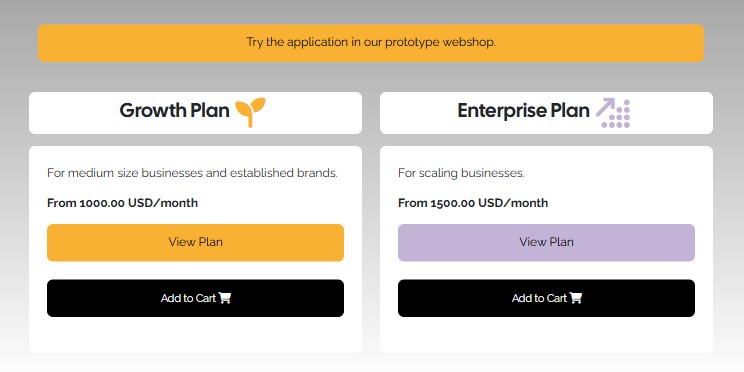 Try the application in our prototype webshop.
Growth Plan
For medium size businesses and established brands.
From 1000.00 USD/month
View Plan
Add to Cart
Enterprise Plan
For scaling businesses.
From 1500.00 USD/month
View Plan
Add to Cart